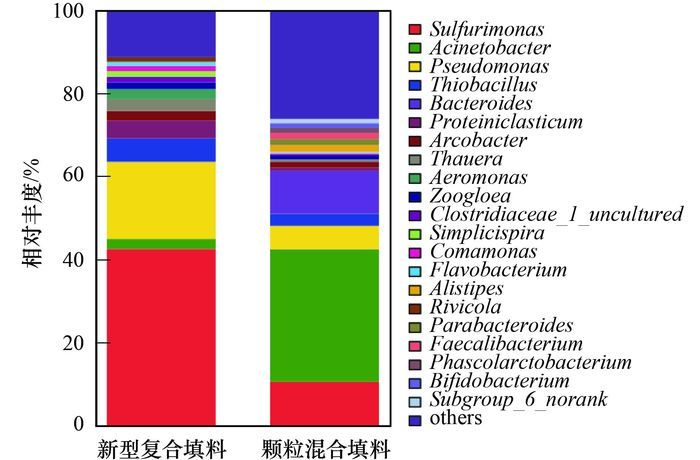 100
80
60
40
20
0
相对丰度/%
新型复合填料
颗粒混合填料
Sulfurimonas
Acinetobacter
Pseudomonas
Thiobacillus
Bacteroides
Proteiniclasticum
Arcobacter
Thauera
Aeromonas
Zoogloea
Clostridiaceae_1_uncultured
Simplicispira
Comamonas
Flavobacterium
Alistipes
Rivicola
Parabacteroides
Faecalibacterium
Phascolarctobacterium
Bifidobacterium
Subgroup_6_norank
others